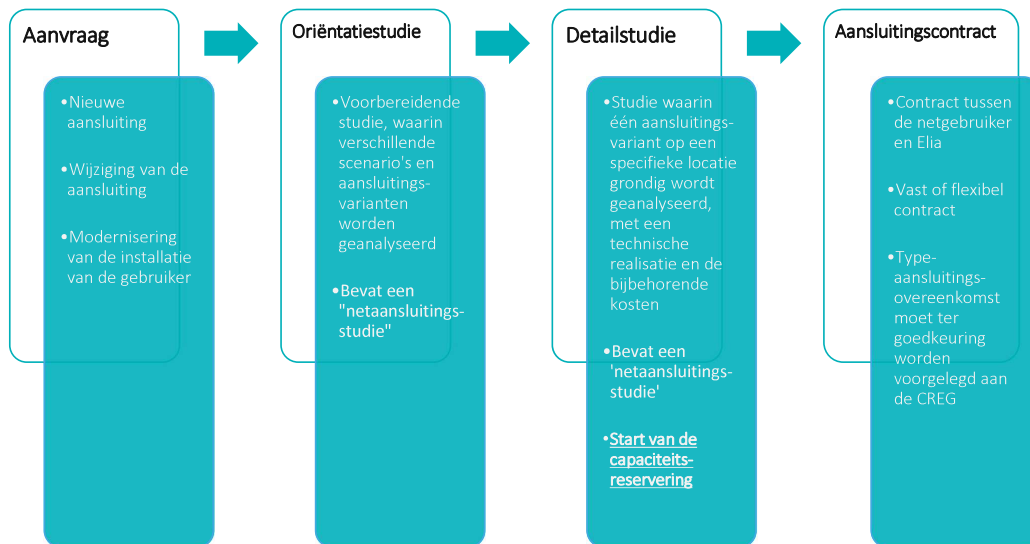 Aanvraag
•Nieuwe
aansluiting
•Wijziging van de
aansluiting
•Modernisering
van de installatie
van de gebruiker
Oriëntatiestudie
•Voorbereidende
studie, waarin
verschillende
scenario's en
aansluitings-
varianten
worden
geanalyseerd
•Bevat een
"netaansluitings-
studie"
Detailstudie
•Studie waarin
één aansluitings-
variant op een
specifieke locatie
grondig wordt
geanalyseerd,
met een
technische
realisatie en de
bijbehorende
kosten
•Bevat een
'netaansluitings-
studie'
•Start van de
capaciteits-
reservering
Aansluitingscontract
•Contract tussen
de netgebruiker
en Elia
•Vast of flexibel
contract
•Type-
aansluitings-
overeenkomst
moet ter
goedkeuring
worden
voorgelegd aan
de CREG